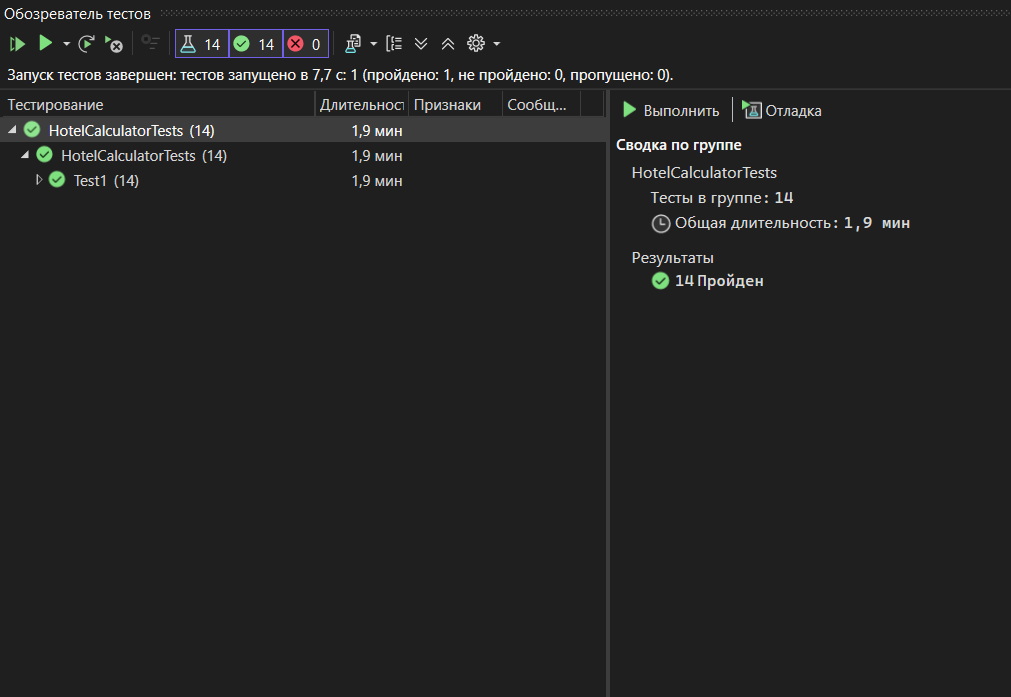 Обозреватель тестов
14 14 0
Запуск тестов завершен: тестов запущено в 7,7 с: 1 (пройдено: 1, не пройдено: 0, пропущено: 0).
Тестирование Длительност Признаки Сообщ...
HotelCalculatorTests (14) 1,9 мин
HotelCalculatorTests (14) 1,9 мин
Test1 (14) 1,9 мин
Выполнить Отладка
Сводка по группе
HotelCalculatorTests
Тесты в группе: 14
Общая длительность: 1,9 мин
Результаты
14 Пройден